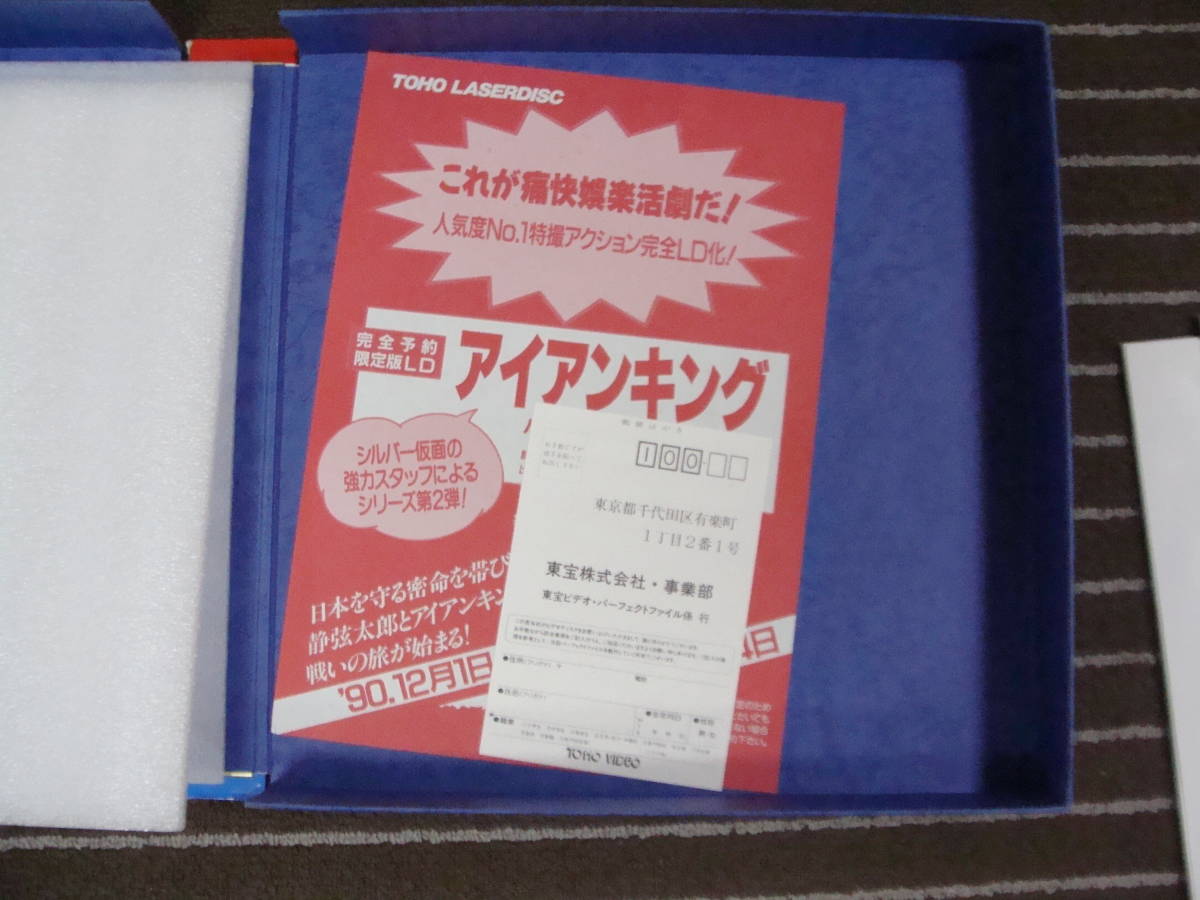 TOHO LASERDISC
これが痛快娯楽活劇だ!
人気度No.1特撮アクション完全LD化!
完全予約
限定版LD
アイアンキング
シルバー仮面の
強力スタッフによる
シリーズ第2弾!
日本を守る密命を帯び
静弦太郎とアイアンキン
戦いの旅が始まる!
'90.12月1日
4日
郵便はがき
100-
東京都千代田区有楽町
1丁目2番1号
東宝株式会社・事業部
東宝ビデオ・パーフェクトファイル係 行
TOHO VIDEO